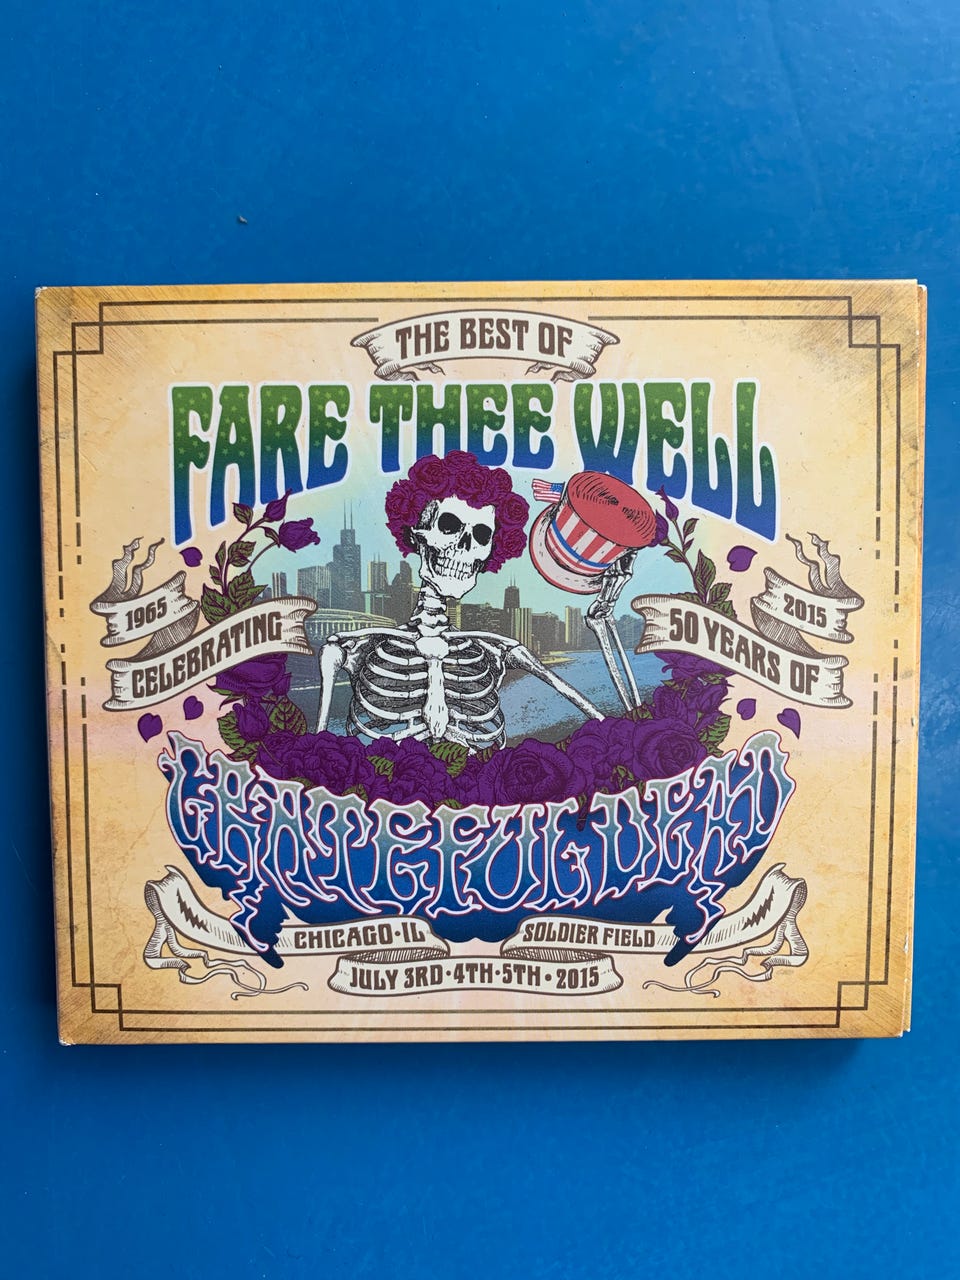 THE BEST OF
FARE THEE WELL
1965
2015
CELEBRATING
50 YEARS OF
GRATEFUL DEAD
CHICAGO·IL
SOLDIER FIELD
JULY 3RD·4TH·5TH·2015